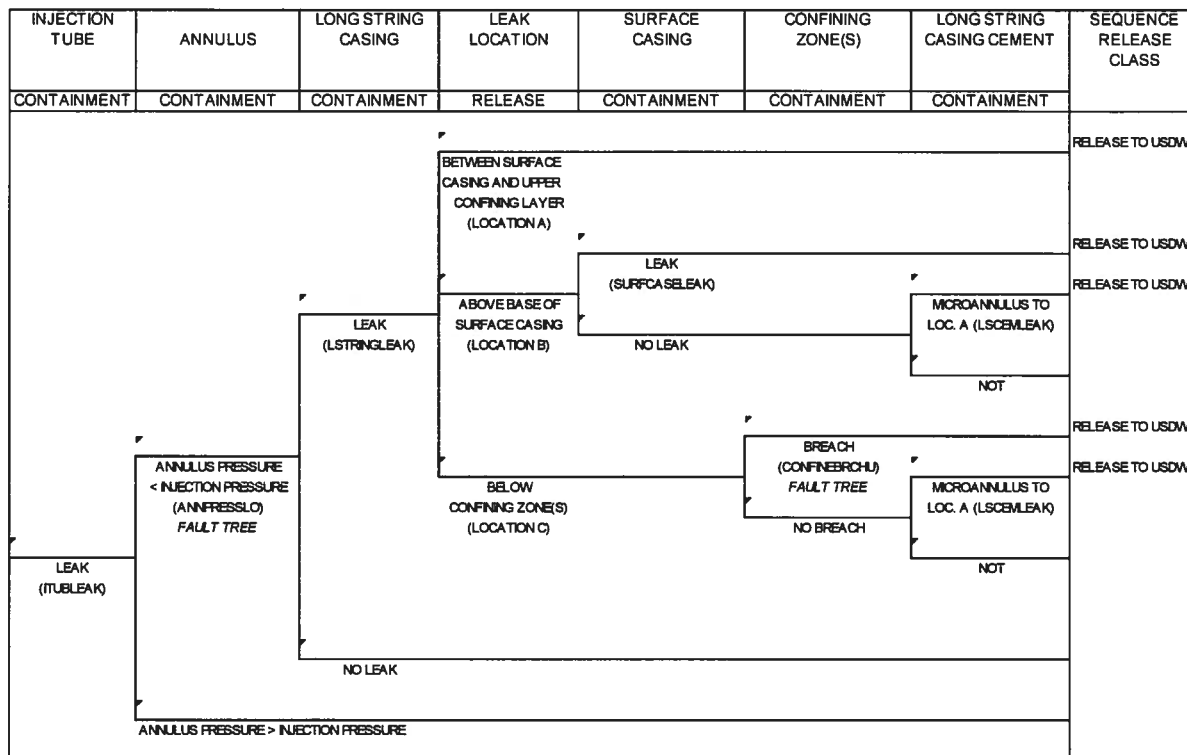 INJECTION TUBE
ANNULUS
LONG STRING CASING
LEAK LOCATION
SURFACE CASING
CONFINING ZONE(S)
LONG STRING CASING CEMENT
SEQUENCE RELEASE CLASS
CONTAINMENT
CONTAINMENT
CONTAINMENT
RELEASE
CONTAINMENT
CONTAINMENT
CONTAINMENT
RELEASE TO USDW
BETWEEN SURFACE
CASING AND UPPER
CONFINING LAYER
(LOCATION A)
RELEASE TO USDW
LEAK
(SURFCASELEAK)
RELEASE TO USDW
ABOVE BASE OF
SURFACE CASING
(LOCATION B)
MICROANNULUS TO
LOC. A (LSCEMLEAK)
LEAK
(LSTRINGLEAK)
NO LEAK
NOT
RELEASE TO USDW
BREACH
(CONFINEBRCHU)
FAULT TREE
ANNULUS PRESSURE
< INJECTION PRESSURE
(ANNPRESSLO)
FAULT TREE
RELEASE TO USDW
BELOW
CONFINING ZONE(S)
(LOCATION C)
MICROANNULUS TO
LOC. A (LSCEMLEAK)
NO BREACH
LEAK
(ITUBLEAK)
NOT
NO LEAK
ANNULUS PRESSURE > INJECTION PRESSURE